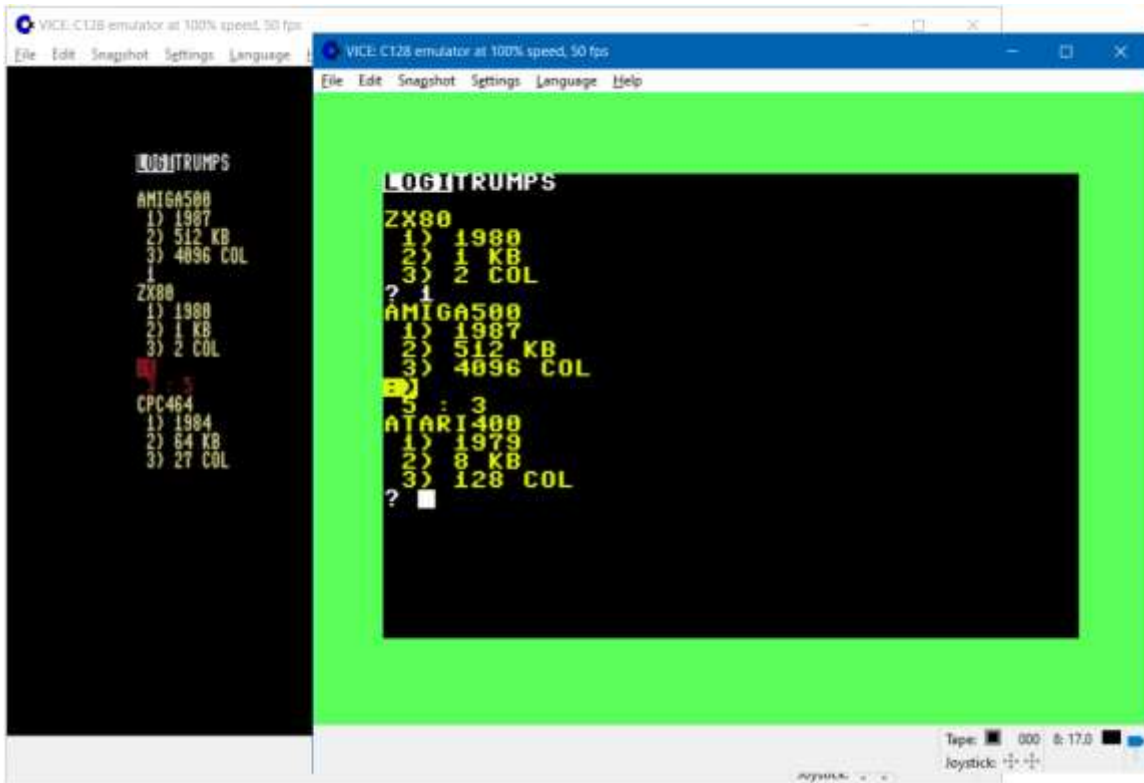 VICE: C128 emulator at 100% speed, 50 fps
File Edit Snapshot Settings Language
LOGITRUMPS
AMIGA500
1) 1987
2) 512 KB
3) 4096 COL
1
ZX80
1) 1980
2) 1 KB
3) 2 COL
3 : 5
CPC464
1) 1984
2) 64 KB
3) 27 COL
VICE: C128 emulator at 100% speed, 50 fps
File Edit Snapshot Settings Language Help
LOGITRUMPS
ZX80
1) 1980
2) 1 KB
3) 2 COL
? 1
AMIGA500
1) 1987
2) 512 KB
3) 4096 COL
:)
5 : 3
ATARI400
1) 1979
2) 8 KB
3) 128 COL
?
Tape: 000 8: 17.0
Joystick: